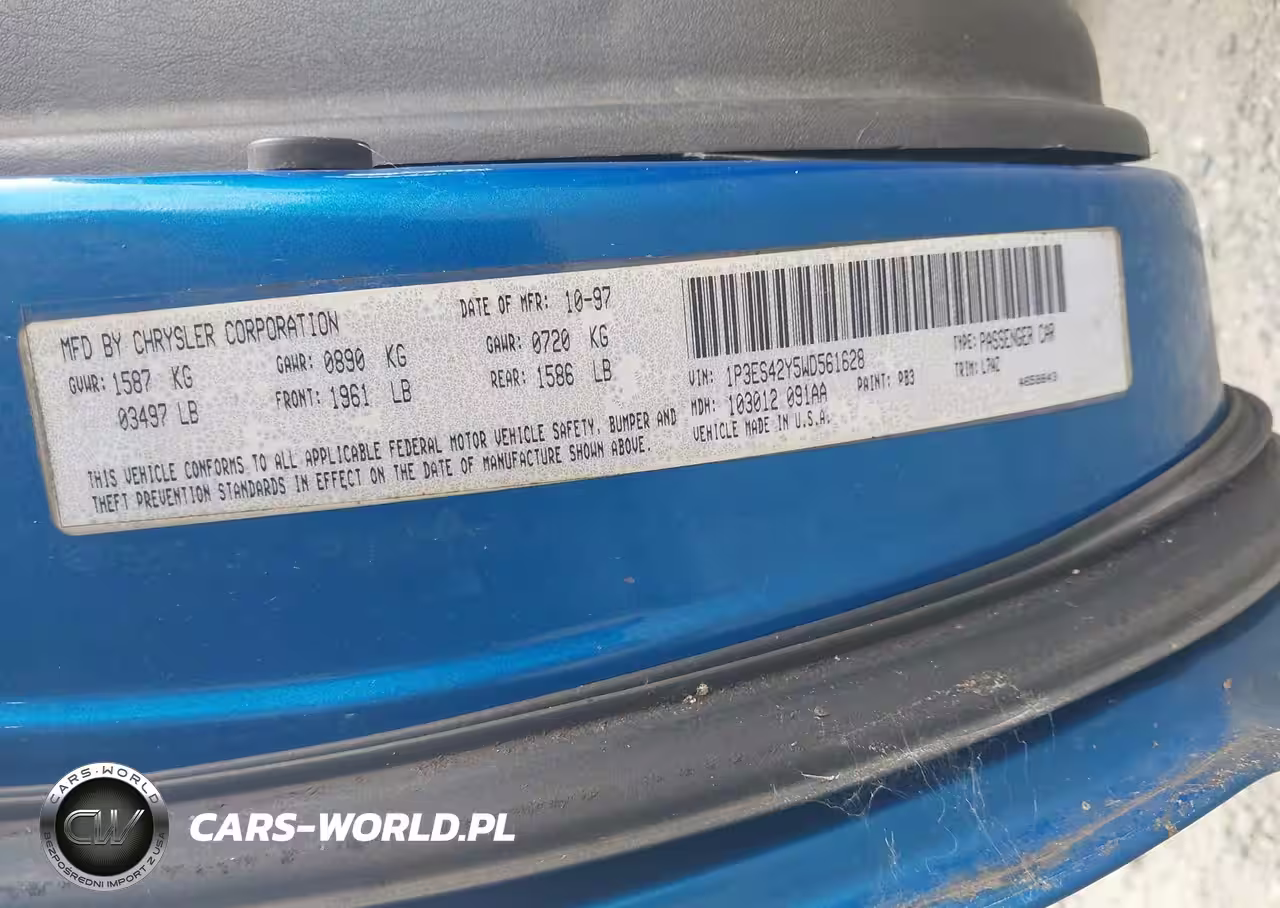 MFD BY CHRYSLER CORPORATION
DATE OF MFR: 10-97
GVWR: 1587 KG
03497 LB
GAWR: 0890 KG
FRONT: 1961 LB
GAWR: 0720 KG
REAR: 1586 LB
THIS VEHICLE CONFORMS TO ALL APPLICABLE FEDERAL MOTOR VEHICLE SAFETY, BUMPER AND
THEFT PREVENTION STANDARDS IN EFFECT ON THE DATE OF MANUFACTURE SHOWN ABOVE.
VIN: 1P3ES42Y5WD561628
TYPE: PASSENGER CAR
MDH: 103012 091AA
PAINT: PB3
TRIM: LPAZ
VEHICLE MADE IN U.S.A.
CARS-WORLD
CW
BEZPOŚREDNI IMPORT Z USA
CARS-WORLD.PL